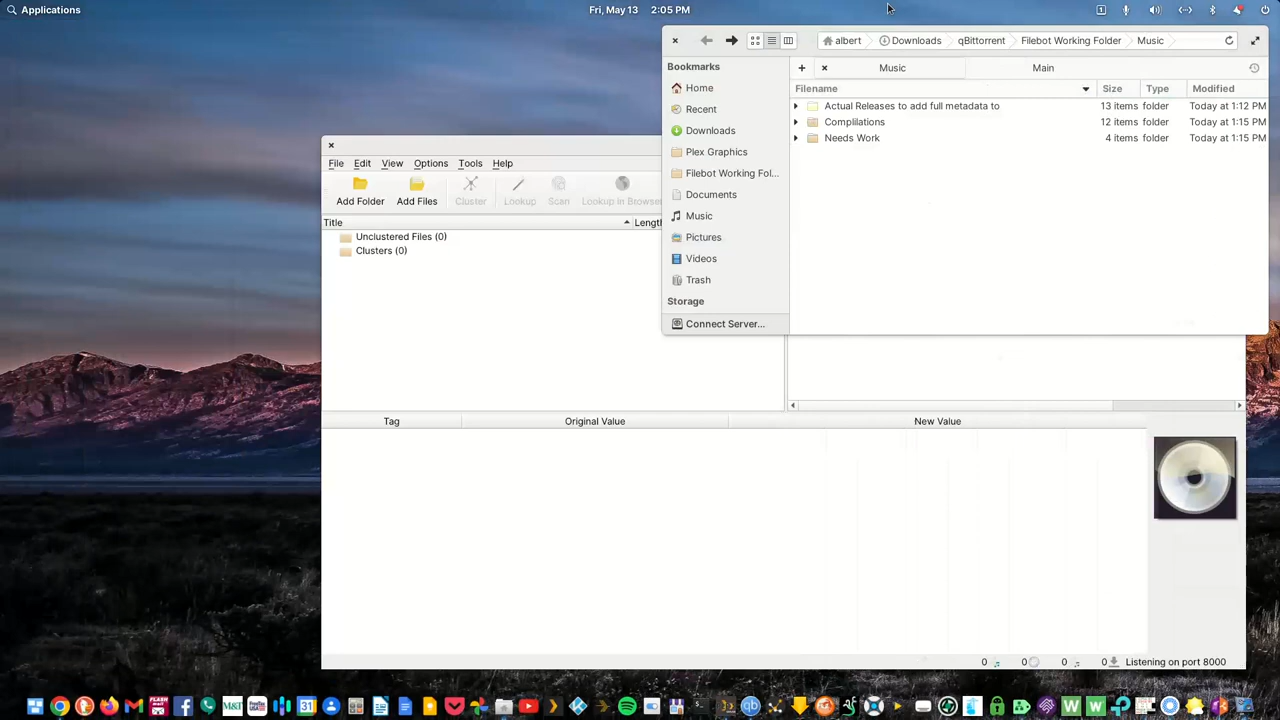 Applications
Fri, May 13 2:05 PM
albert Downloads qBittorrent Filebot Working Folder Music
Bookmarks
Home
Recent
Downloads
Plex Graphics
Filebot Working Fol...
Documents
Music
Pictures
Videos
Trash
Storage
Connect Server...
Music Main
Filename Size Type Modified
Actual Releases to add full metadata to 13 items folder Today at 1:12 PM
Complilations 12 items folder Today at 1:15 PM
Needs Work 4 items folder Today at 1:15 PM
File Edit View Options Tools Help
Add Folder Add Files Cluster Lookup Scan Lookup in Browser
Title Length
Unclustered Files (0)
Clusters (0)
Tag Original Value New Value
0 0 0 0 Listening on port 8000